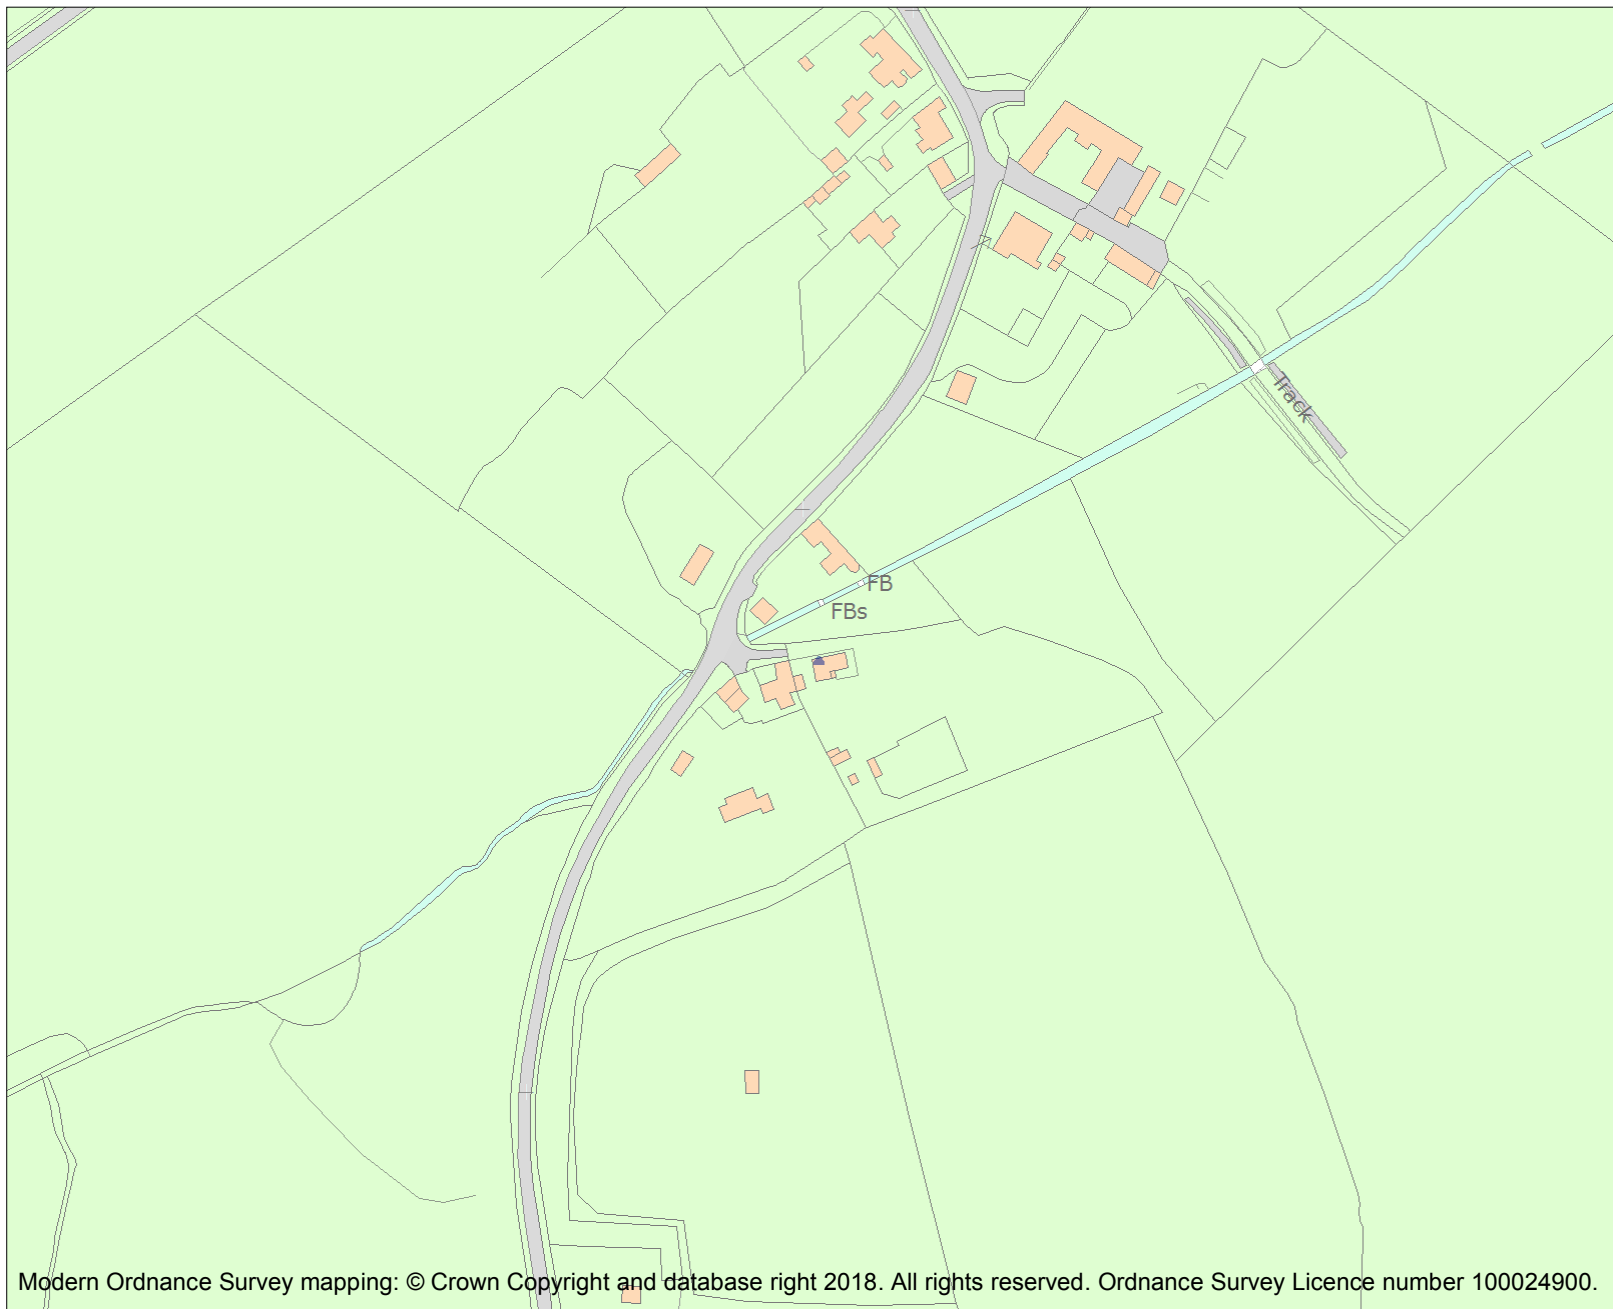 Track
FB
FBs
Modern Ordnance Survey mapping: © Crown Copyright and database right 2018. All rights reserved. Ordnance Survey Licence number 100024900.